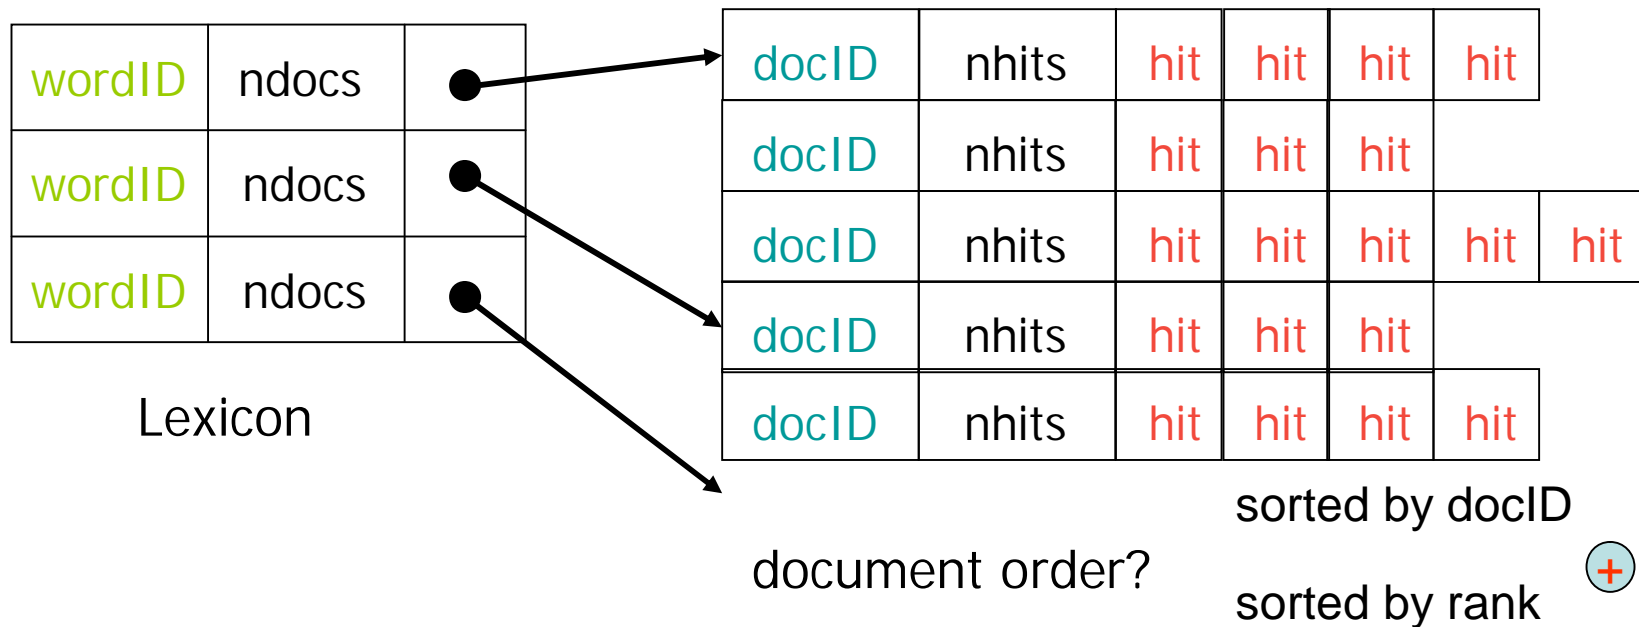 wordID ndocs
wordID ndocs
wordID ndocs
Lexicon
docID nhits hit hit hit hit
docID nhits hit hit hit
docID nhits hit hit hit hit hit
docID nhits hit hit hit
docID nhits hit hit hit hit
sorted by docID
document order?
+
sorted by rank